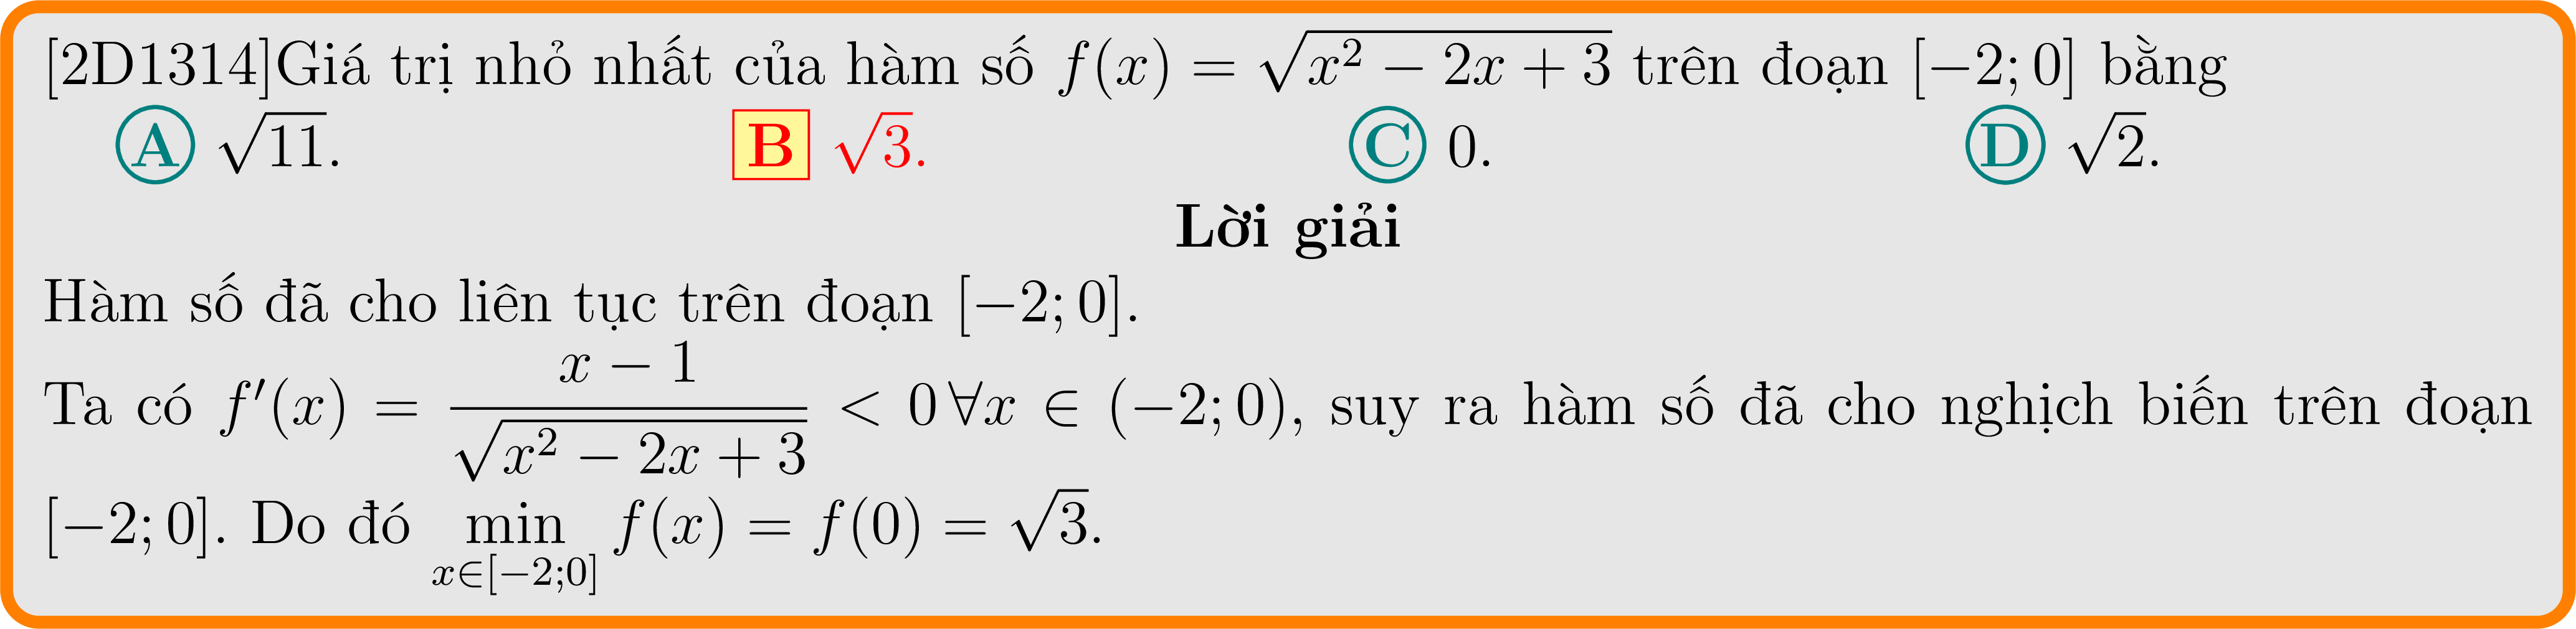 [2D1314]Giá trị nhỏ nhất của hàm số $f(x) = \sqrt{x^2 - 2x + 3}$ trên đoạn $[-2; 0]$ bằng
A $\sqrt{11}$. B $\sqrt{3}$. C 0. D $\sqrt{2}$.
Lời giải
Hàm số đã cho liên tục trên đoạn $[-2; 0]$.
Ta có $f'(x) = \dfrac{x - 1}{\sqrt{x^2 - 2x + 3}} < 0 \, \forall x \in (-2; 0)$, suy ra hàm số đã cho nghịch biến trên đoạn
$[-2; 0]$. Do đó $\min\limits_{x \in [-2;0]} f(x) = f(0) = \sqrt{3}$.